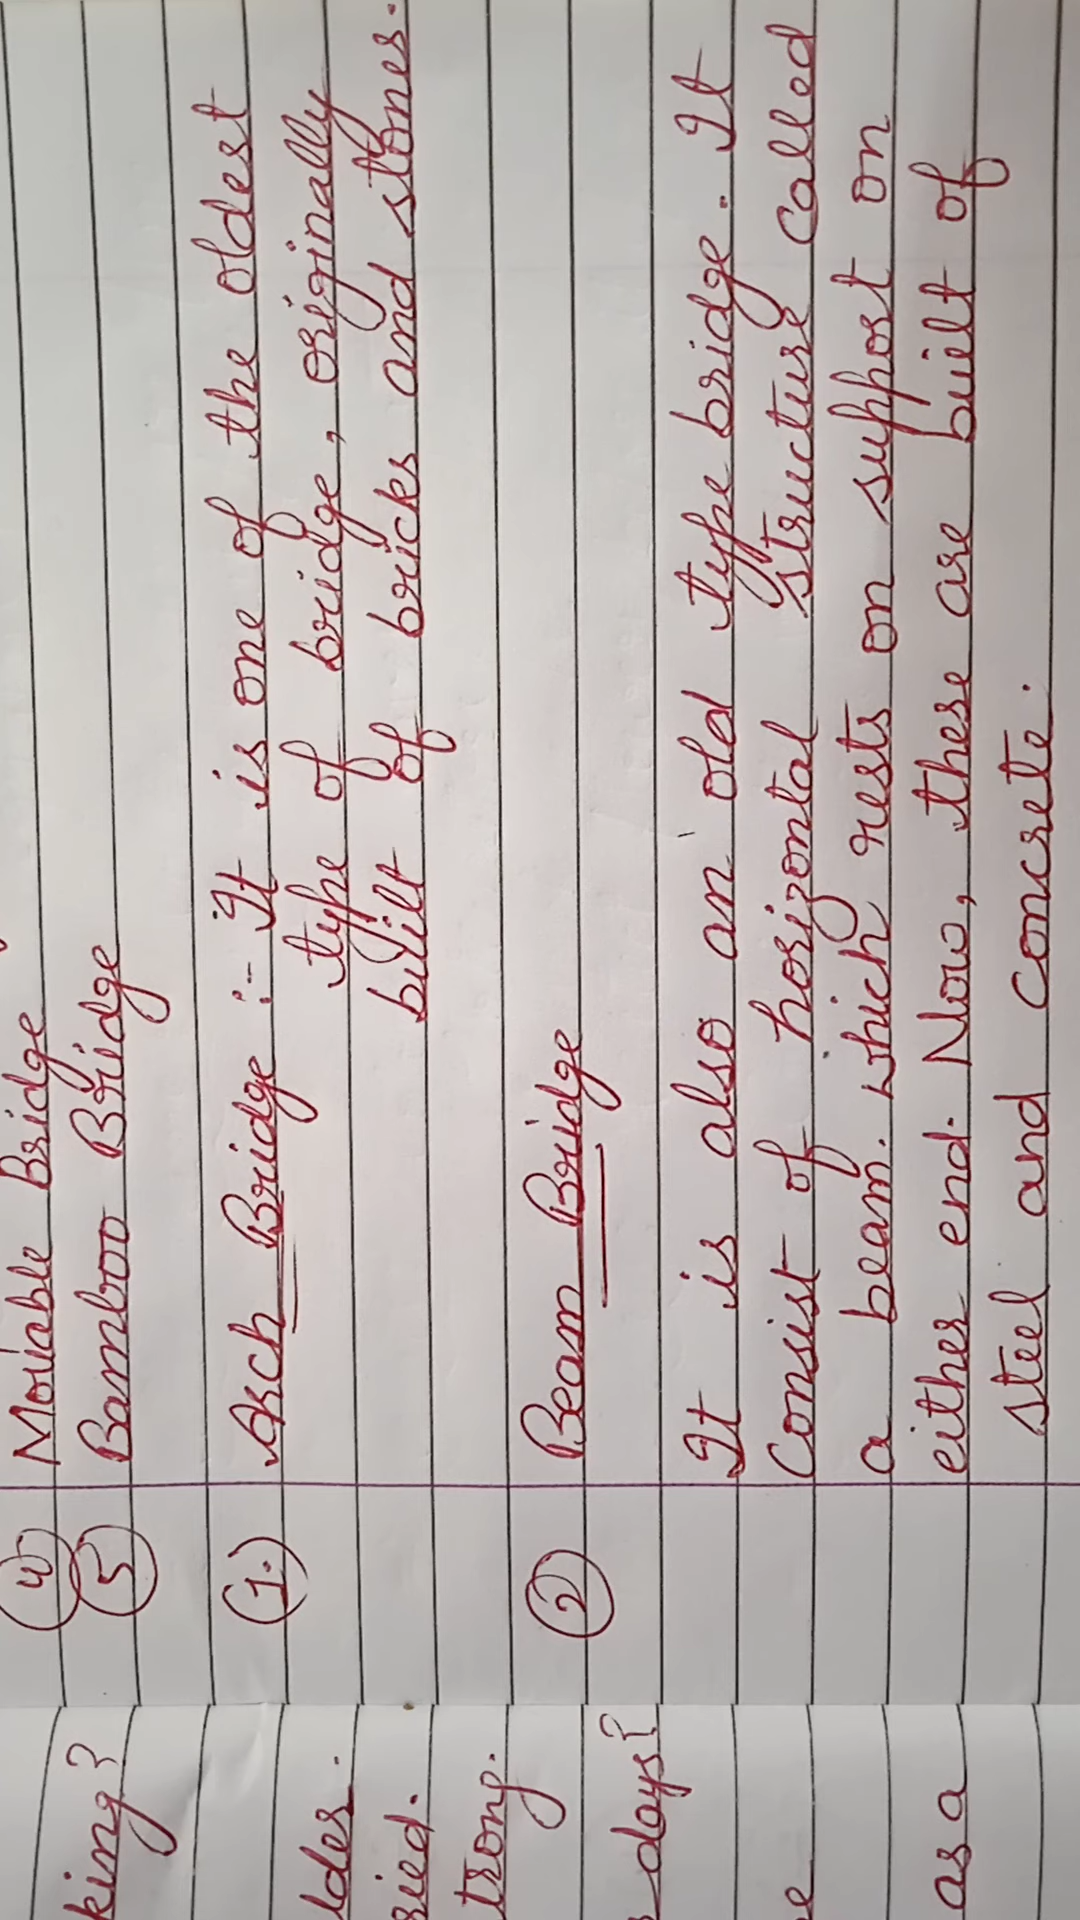 ④ Movable Bridge
⑤ Bamboo Bridge
① Arch Bridge :- It is one of the oldest
type of bridge, originally
built of bricks and stones.
② Beam Bridge
It is also an old type bridge. It
Consist of horizontal structure called
a beam. which rests on support on
either end. Now, these are built of
steel and concrete.
king?
lder.
ried.
trong.
days?
e
as a